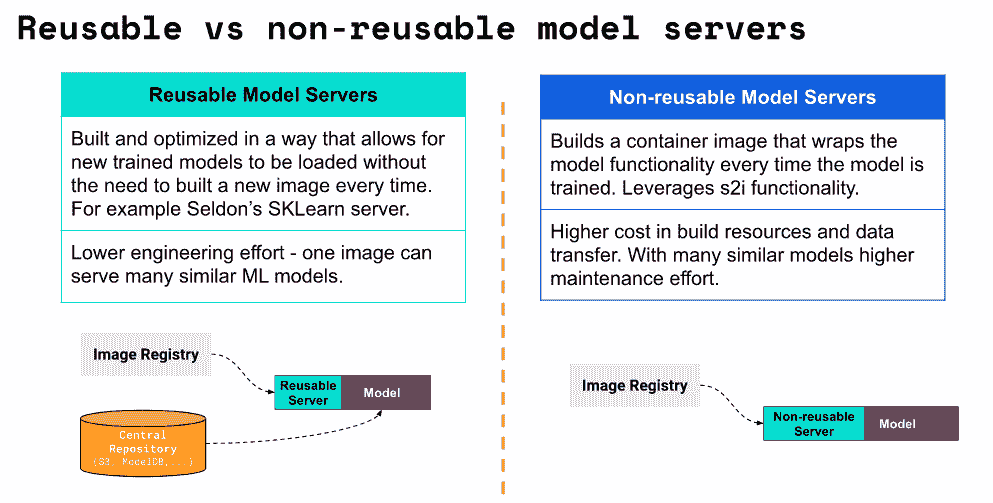 Reusable vs non-reusable model servers
Reusable Model Servers
Built and optimized in a way that allows for
new trained models to be loaded without
the need to built a new image every time.
For example Seldon's SKLearn server.
Lower engineering effort - one image can
serve many similar ML models.
Image Registry
Reusable
Server
Model
Central
Repository
(S3, ModelDB,...)
Non-reusable Model Servers
Builds a container image that wraps the
model functionality every time the model is
trained. Leverages s2i functionality.
Higher cost in build resources and data
transfer. With many similar models higher
maintenance effort.
Image Registry
Non-reusable
Server
Model